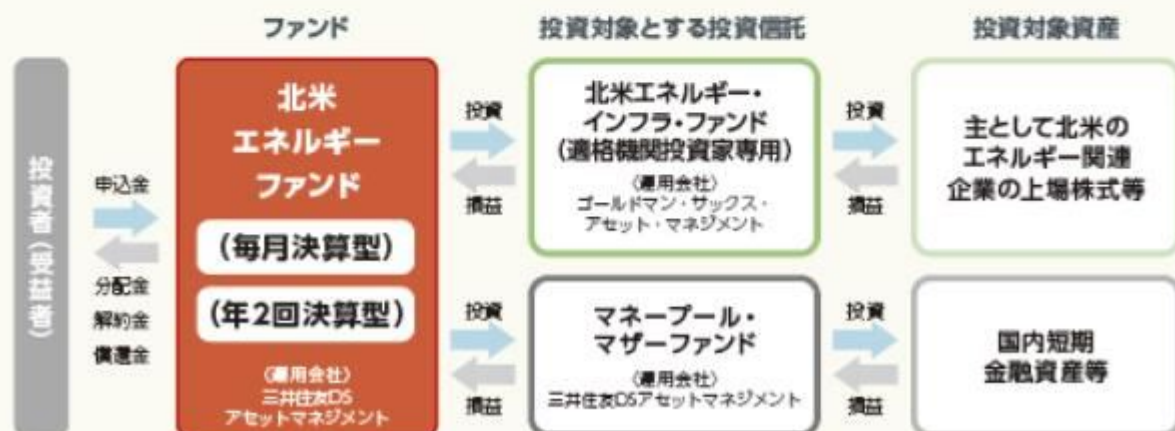 ファンド
投資対象とする投資信託
投資対象資産
投資者(受益者)
申込金
分配金
解約金
償還金
北米
エネルギー
ファンド
(毎月決算型)
(年2回決算型)
〈運用会社〉
三井住友DS
アセットマネジメント
投資
損益
北米エネルギー・
インフラ・ファンド
(適格機関投資家専用)
〈運用会社〉
ゴールドマン・サックス・
アセット・マネジメント
投資
損益
主として北米の
エネルギー関連
企業の上場株式等
投資
損益
マネープール・
マザーファンド
〈運用会社〉
三井住友DSアセットマネジメント
投資
損益
国内短期
金融資産等